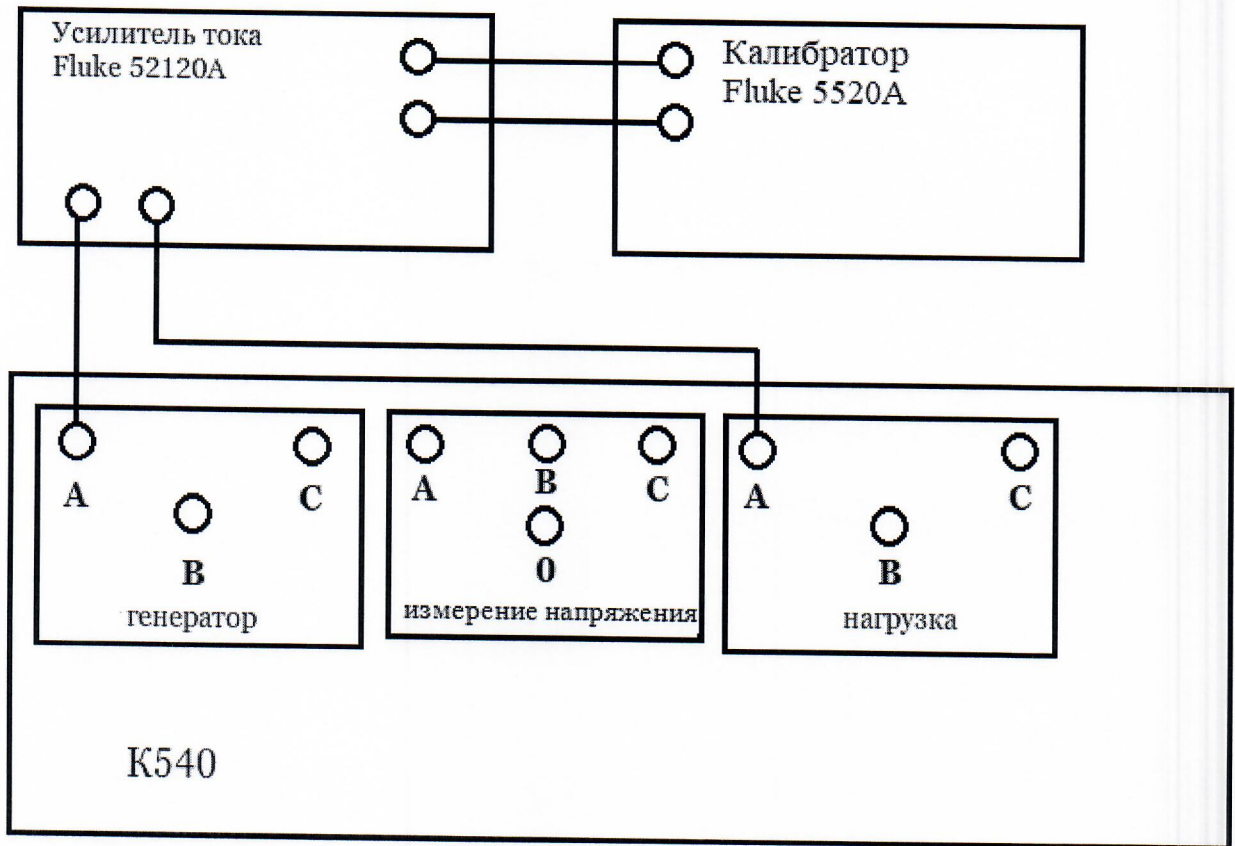 Усилитель тока
Fluke 52120A
Калибратор
Fluke 5520A
A
C
B
генератор
A
B
C
0
измерение напряжения
A
C
B
нагрузка
К540